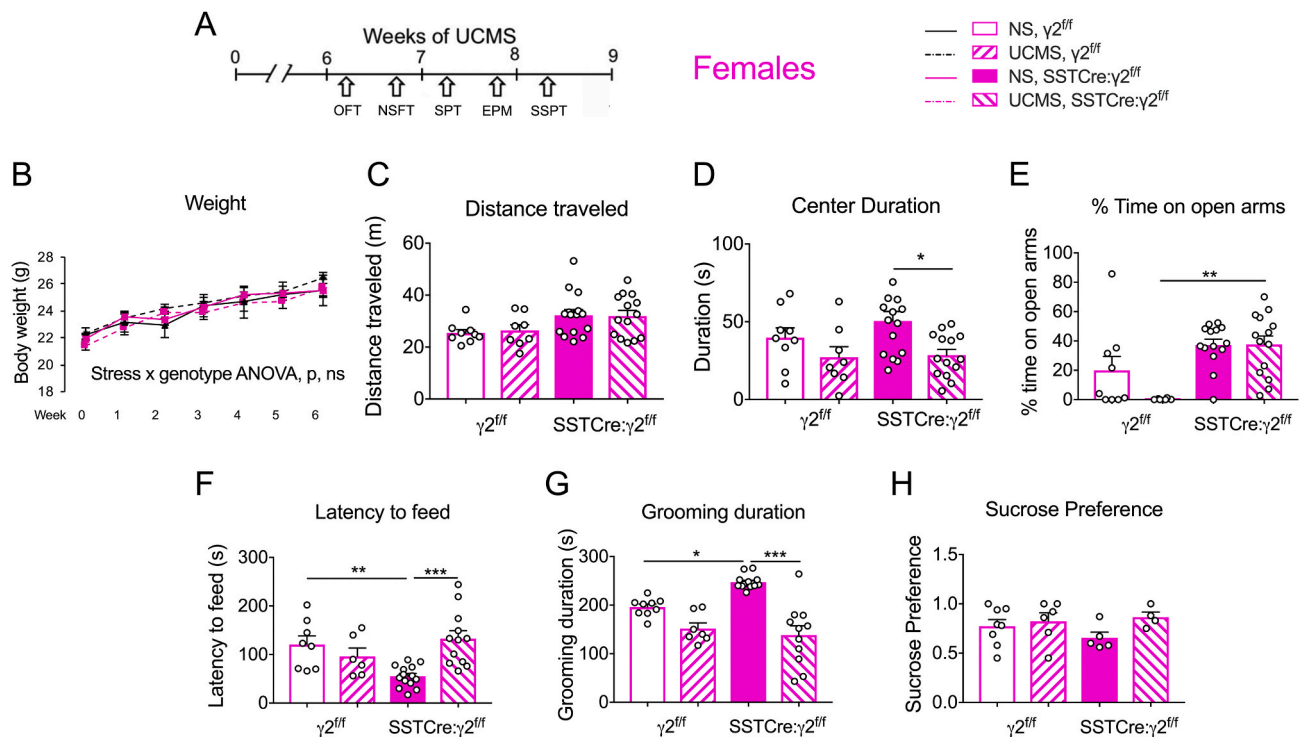 A
Weeks of UCMS
0 6 7 8 9
OFT NSFT SPT EPM SSPT
Females
NS, γ2f/f
UCMS, γ2f/f
NS, SSTCre:γ2f/f
UCMS, SSTCre:γ2f/f
B
Weight
Body weight (g)
28
26
24
22
20
19
18
Stress x genotype ANOVA, p, ns
Week 0 1 2 3 4 5 6
C
Distance traveled
Distance traveled (m)
60
40
20
0
γ2f/f SSTCre:γ2f/f
D
Center Duration
Duration (s)
100
50
0
*
γ2f/f SSTCre:γ2f/f
E
% Time on open arms
% time on open arms
100
80
60
40
20
0
**
γ2f/f SSTCre:γ2f/f
F
Latency to feed
Latency to feed (s)
300
200
100
0
** ***
γ2f/f SSTCre:γ2f/f
G
Grooming duration
Grooming duration (s)
300
200
100
0
* ***
γ2f/f SSTCre:γ2f/f
H
Sucrose Preference
Sucrose Preference
1.5
1.0
0.5
0.0
γ2f/f SSTCre:γ2f/f